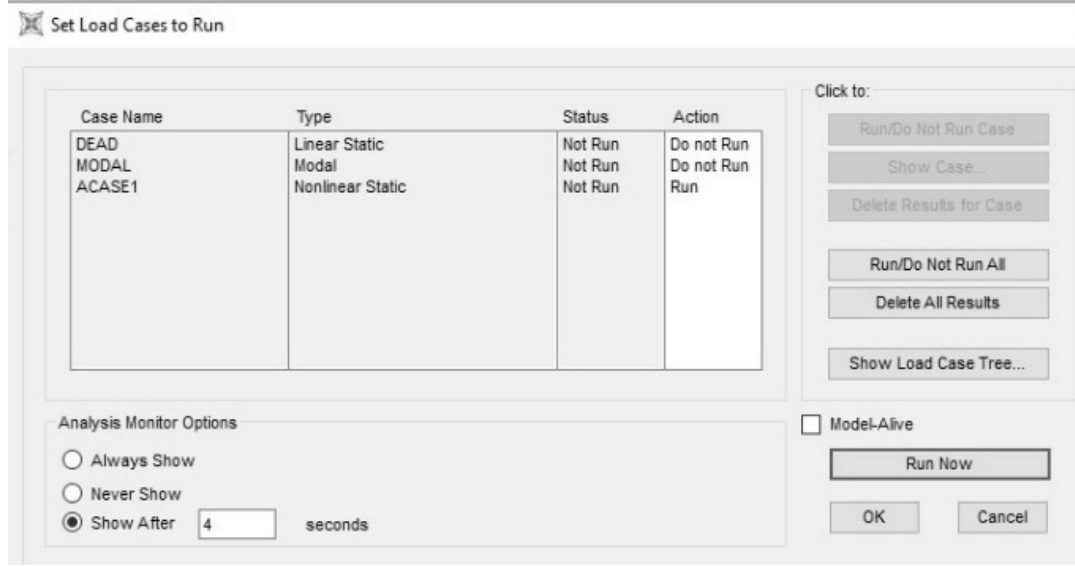 Set Load Cases to Run
Case Name Type Status Action
DEAD Linear Static Not Run Do not Run
MODAL Modal Not Run Do not Run
ACASE1 Nonlinear Static Not Run Run
Click to:
Run/Do Not Run Case
Show Case...
Delete Results for Case
Run/Do Not Run All
Delete All Results
Show Load Case Tree...
Analysis Monitor Options
Always Show
Never Show
Show After 4 seconds
Model-Alive
Run Now
OK Cancel